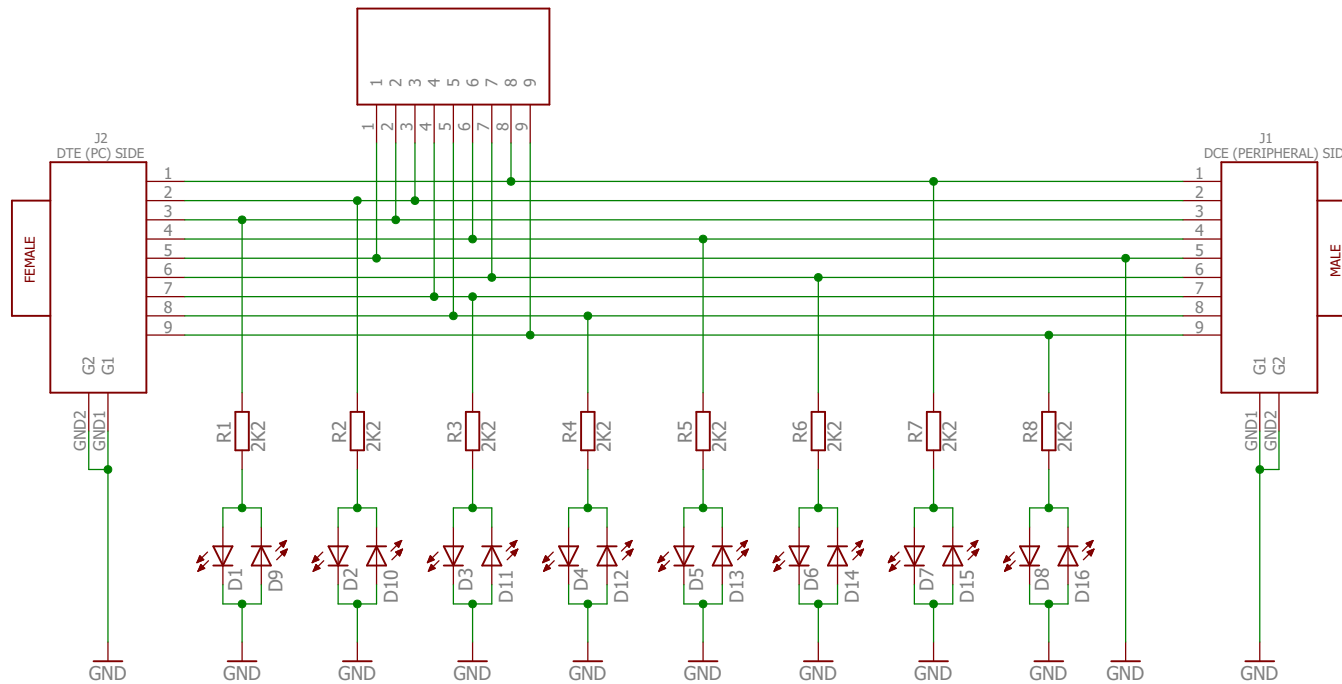 1 2 3 4 5 6 7 8 9
1 2 3 4 5 6 7 8 9
J2
DTE (PC) SIDE
J1
DCE (PERIPHERAL) SID
FEMALE
1
2
3
4
5
6
7
8
9
G2 G1
GND2
GND1
1
2
3
4
5
6
7
8
9
MALE
G1 G2
GND1
GND2
R1 2K2
R2 2K2
R3 2K2
R4 2K2
R5 2K2
R6 2K2
R7 2K2
R8 2K2
D1 D9
D2 D10
D3 D11
D4 D12
D5 D13
D6 D14
D7 D15
D8 D16
GND GND GND GND GND GND GND GND GND GND GND